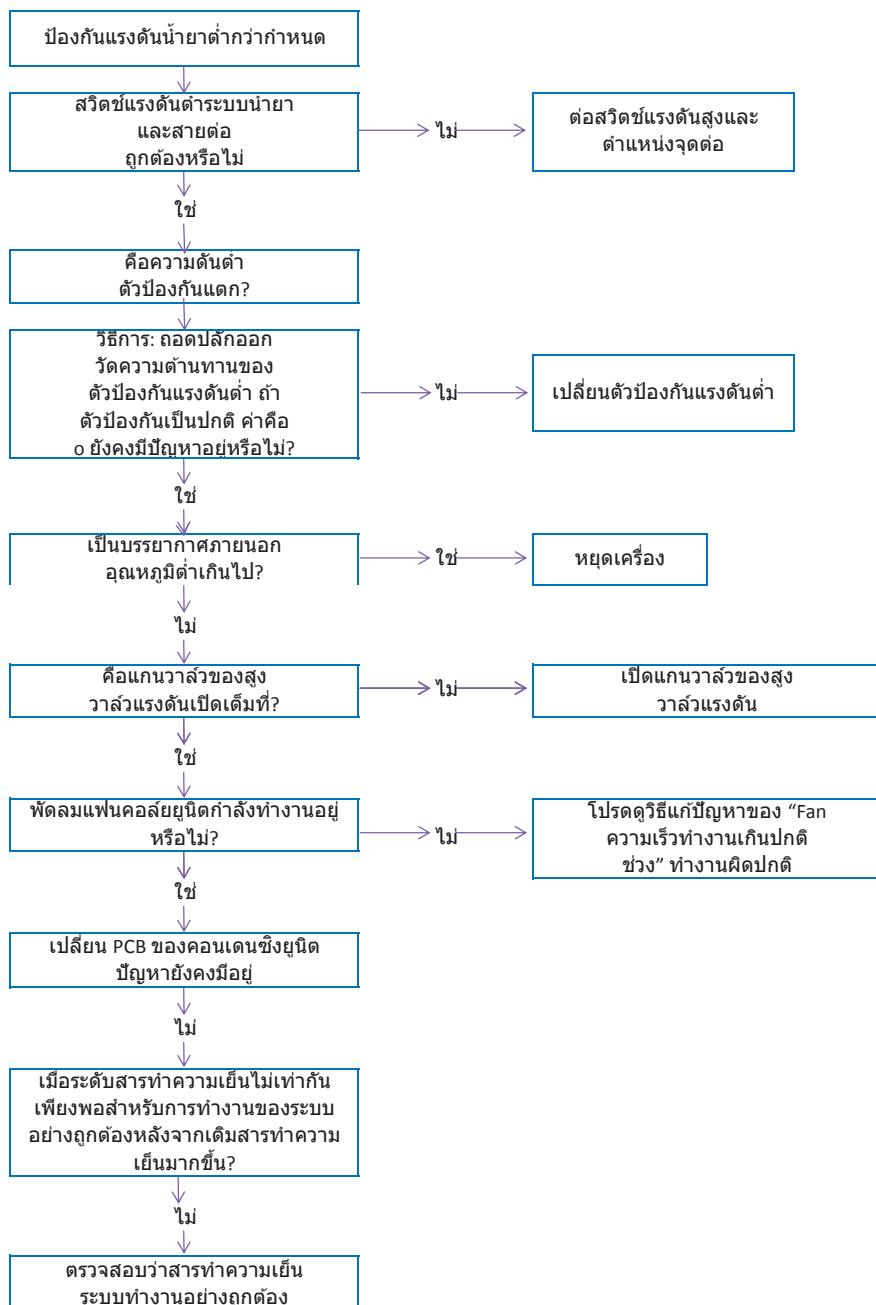 ป้องกันแรงดันน้ำยาต่ำกว่ากำหนด
สวิตช์แรงดันต่ำระบบน้ำยา
และสายต่อ
ถูกต้องหรือไม่
ไม่
ต่อสวิตช์แรงดันสูงและ
ตำแหน่งจุดต่อ
ใช่
คือความดันต่ำ
ตัวป้องกันแตก?
วิธีการ: ถอดปลั๊กออก
วัดความต้านทานของ
ตัวป้องกันแรงดันต่ำ ถ้า
ตัวป้องกันเป็นปกติ ค่าคือ
o ยังคงมีปัญหาอยู่หรือไม่?
ไม่
เปลี่ยนตัวป้องกันแรงดันต่ำ
ใช่
เป็นบรรยากาศภายนอก
อุณหภูมิต่ำเกินไป?
ใช่
หยุดเครื่อง
ไม่
คือแกนวาล์วของสูง
วาล์วแรงดันเปิดเต็มที่?
ไม่
เปิดแกนวาล์วของสูง
วาล์วแรงดัน
ใช่
พัดลมแฟนคอล์ยยูนิตกำลังทำงานอยู่
หรือไม่?
ไม่
โปรดดูวิธีแก้ปัญหาของ “Fan
ความเร็วทำงานเกินปกติ
ช่วง” ทำงานผิดปกติ
ใช่
เปลี่ยน PCB ของคอนเดนซิงยูนิต
ปัญหายังคงมีอยู่
ไม่
เมื่อระดับสารทำความเย็นไม่เท่ากัน
เพียงพอสำหรับการทำงานของระบบ
อย่างถูกต้องหลังจากเติมสารทำความ
เย็นมากขึ้น?
ไม่
ตรวจสอบว่าสารทำความเย็น
ระบบทำงานอย่างถูกต้อง